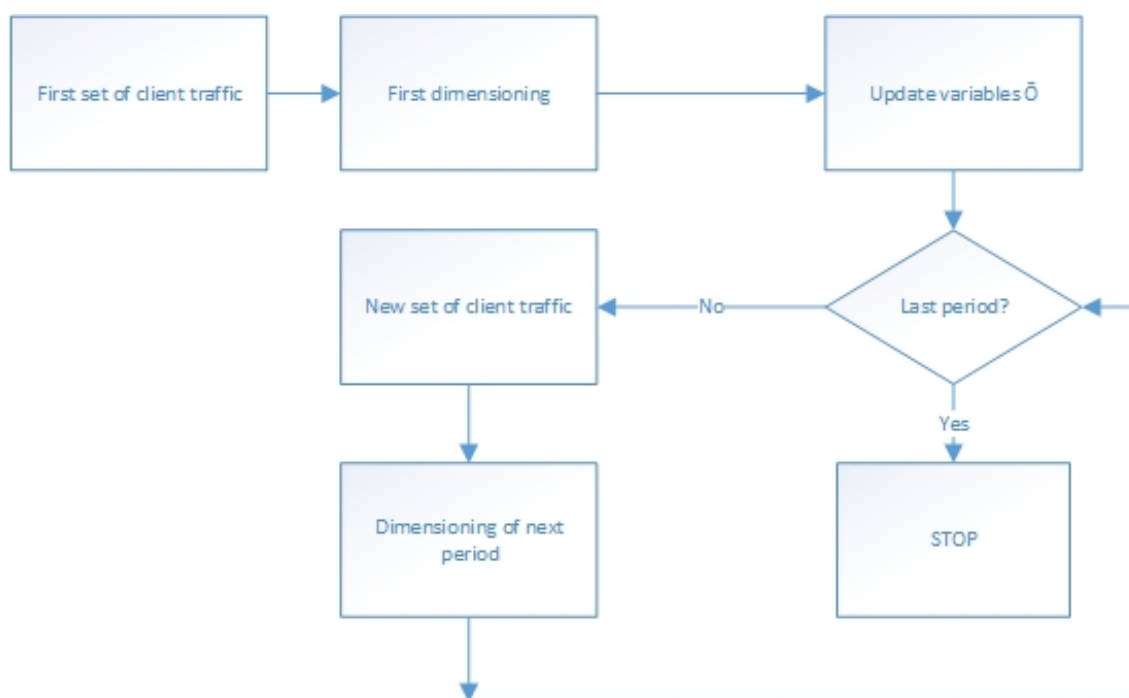 First set of client traffic
First dimensioning
Update variables Ō
New set of client traffic
No
Last period?
Yes
Dimensioning of next
period
STOP